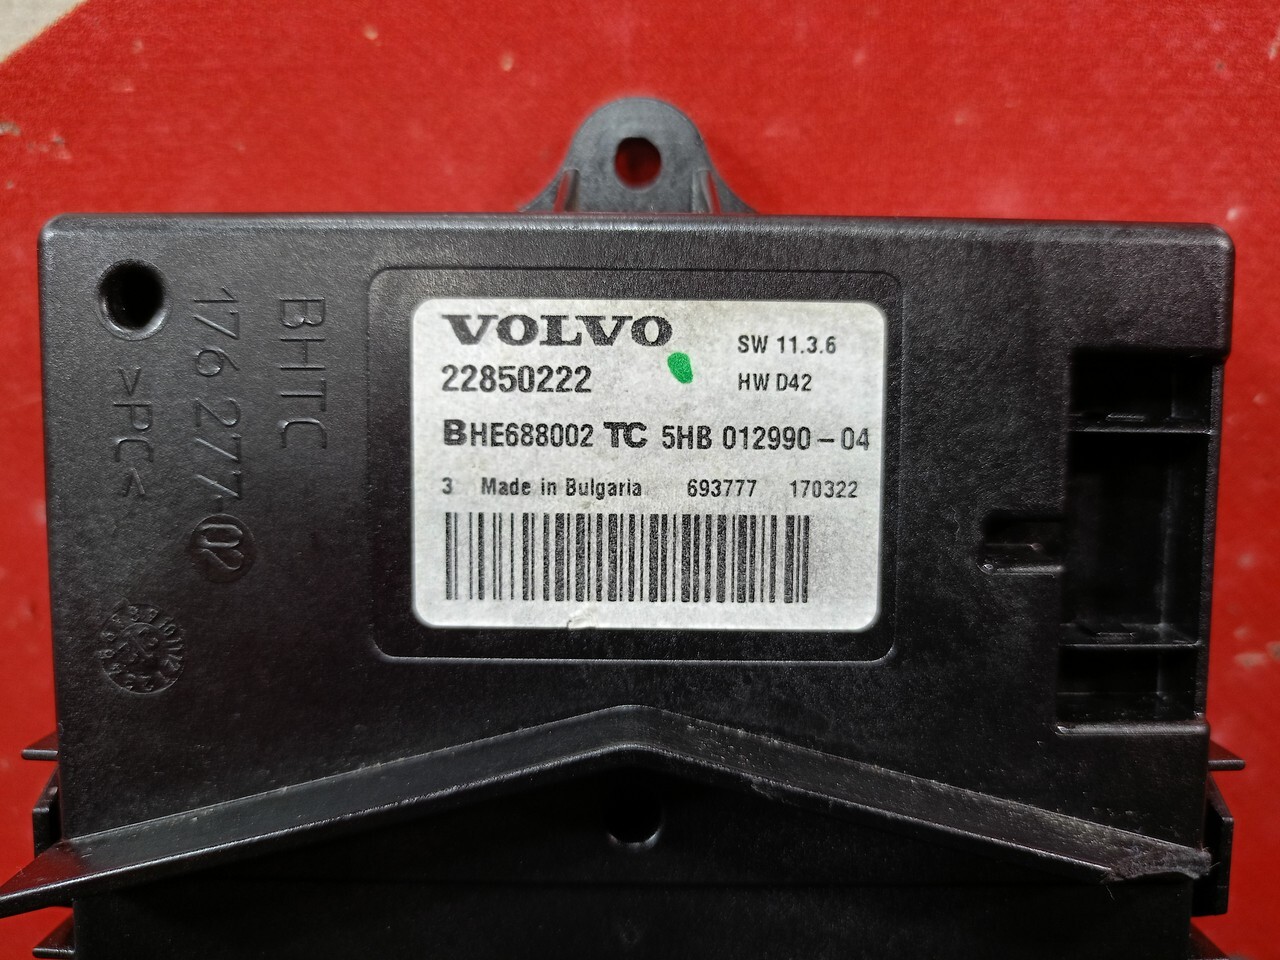 VOLVO
SW 11.3.6
22850222
HW D42
BHE688002 TC 5HB 012990-04
3 Made in Bulgaria 693777 170322
BHTC
176 277-02
>PC<